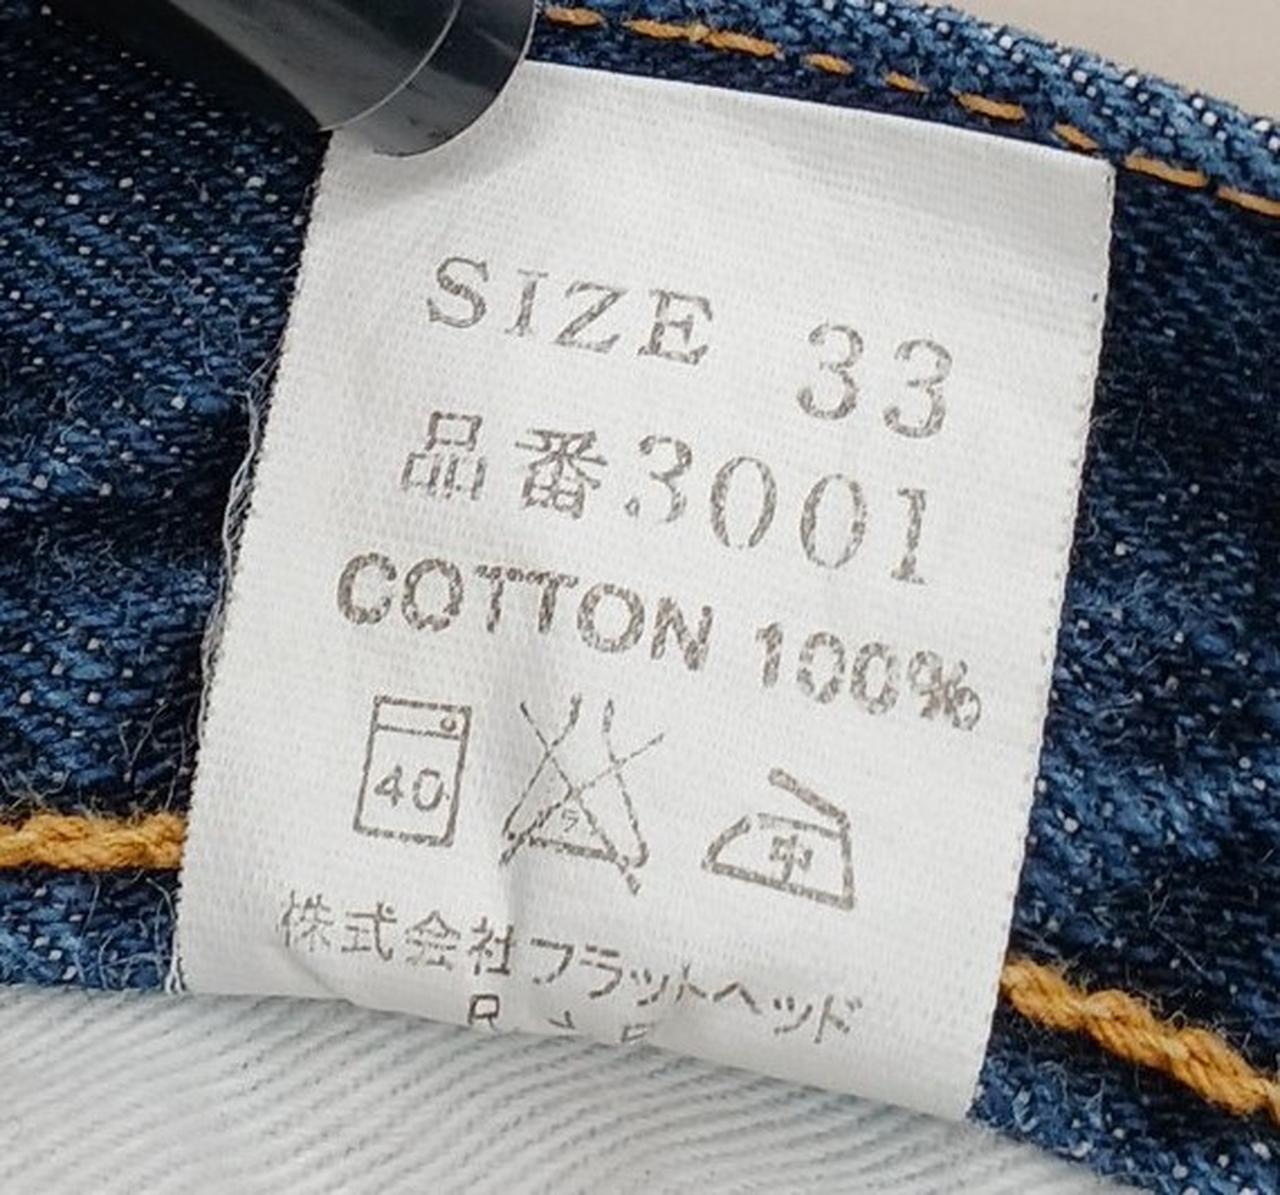 SIZE 33
品番3001
COTTON 100%
40 中
株式会社フラットヘッド